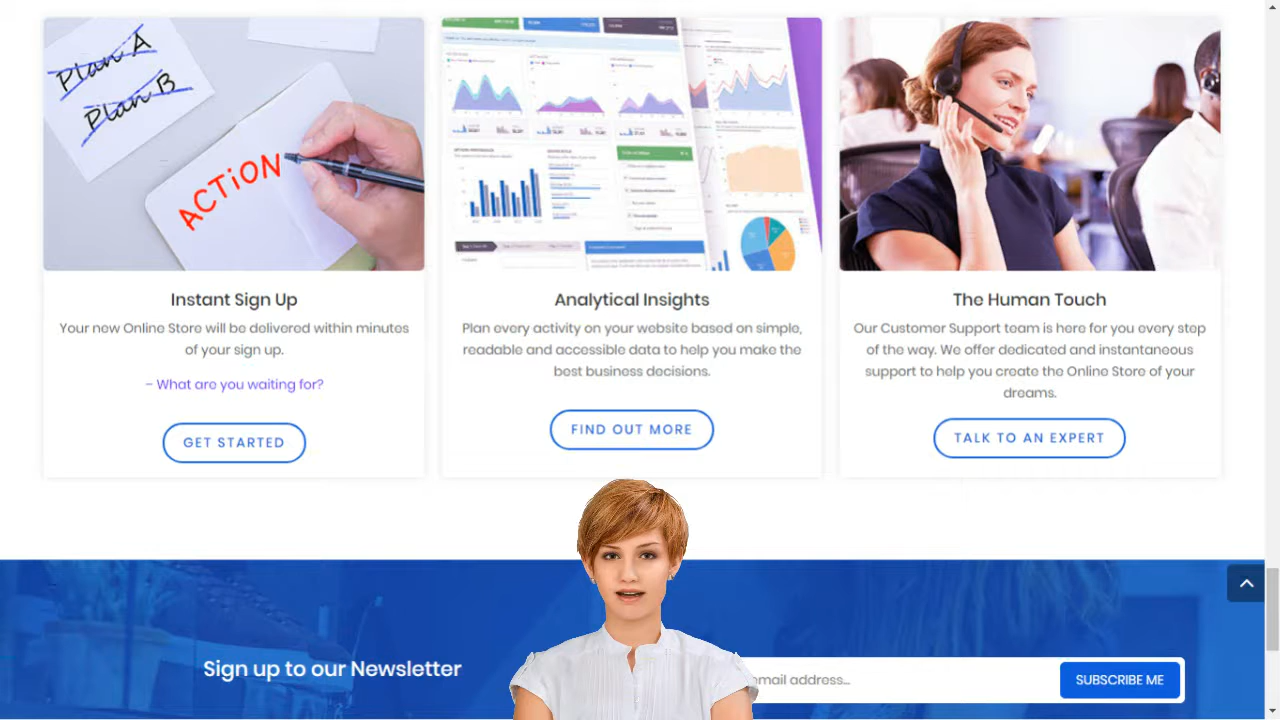 Plan A
Plan B
ACTION
Instant Sign Up
Your new Online Store will be delivered within minutes
of your sign up.
– What are you waiting for?
GET STARTED
Analytical Insights
Plan every activity on your website based on simple,
readable and accessible data to help you make the
best business decisions.
FIND OUT MORE
The Human Touch
Our Customer Support team is here for you every step
of the way. We offer dedicated and instantaneous
support to help you create the Online Store of your
dreams.
TALK TO AN EXPERT
Sign up to our Newsletter
address...
SUBSCRIBE ME